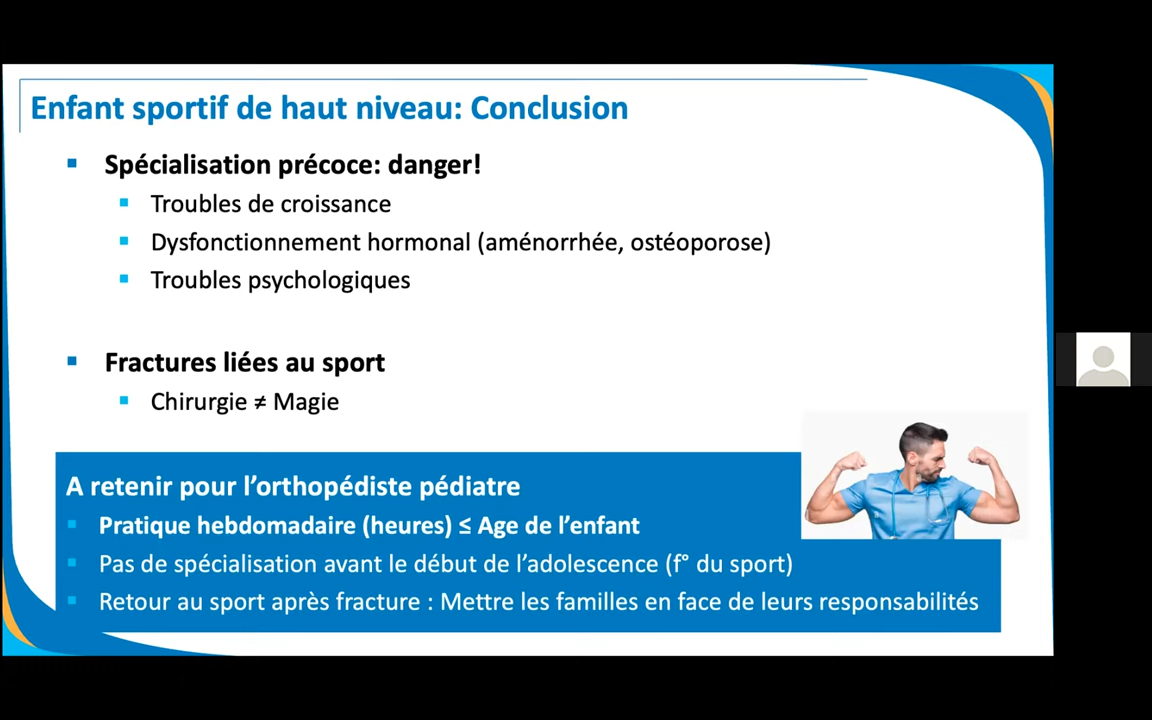 Enfant sportif de haut niveau: Conclusion
Spécialisation précoce: danger!
Troubles de croissance
Dysfonctionnement hormonal (aménorrhée, ostéoporose)
Troubles psychologiques
Fractures liées au sport
Chirurgie ≠ Magie
A retenir pour l'orthopédiste pédiatre
Pratique hebdomadaire (heures) ≤ Age de l'enfant
Pas de spécialisation avant le début de l'adolescence (f° du sport)
Retour au sport après fracture : Mettre les familles en face de leurs responsabilités